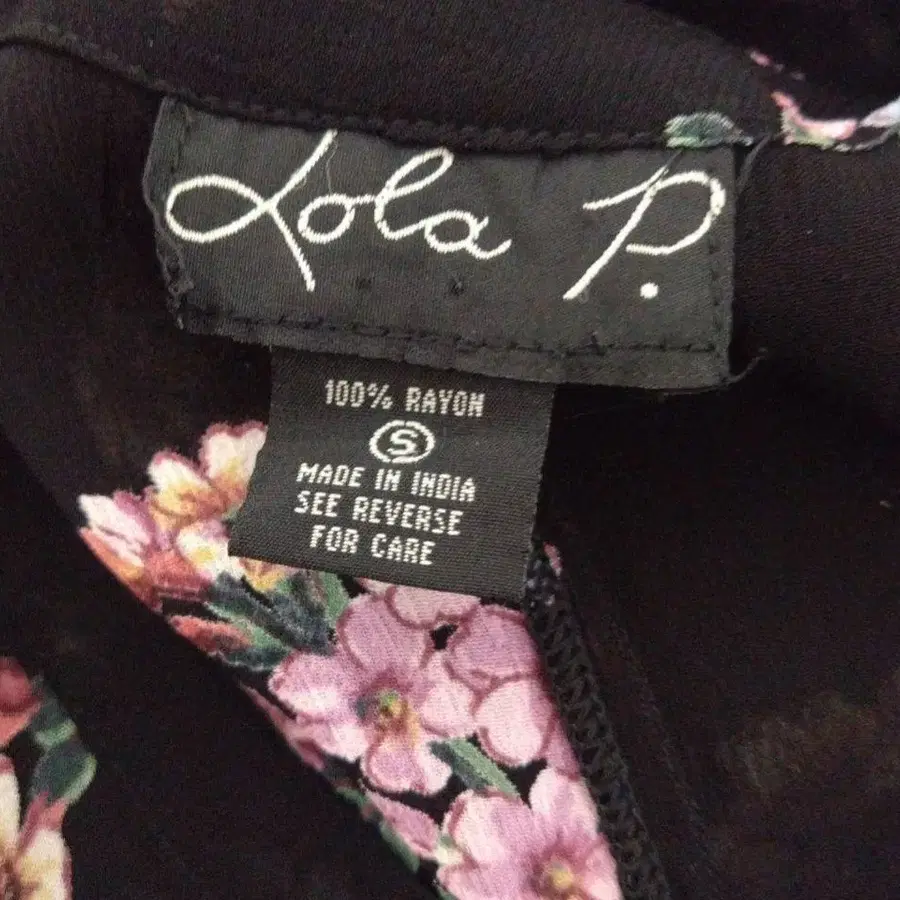 Lola P.
100% RAYON
S
MADE IN INDIA
SEE REVERSE
FOR CARE